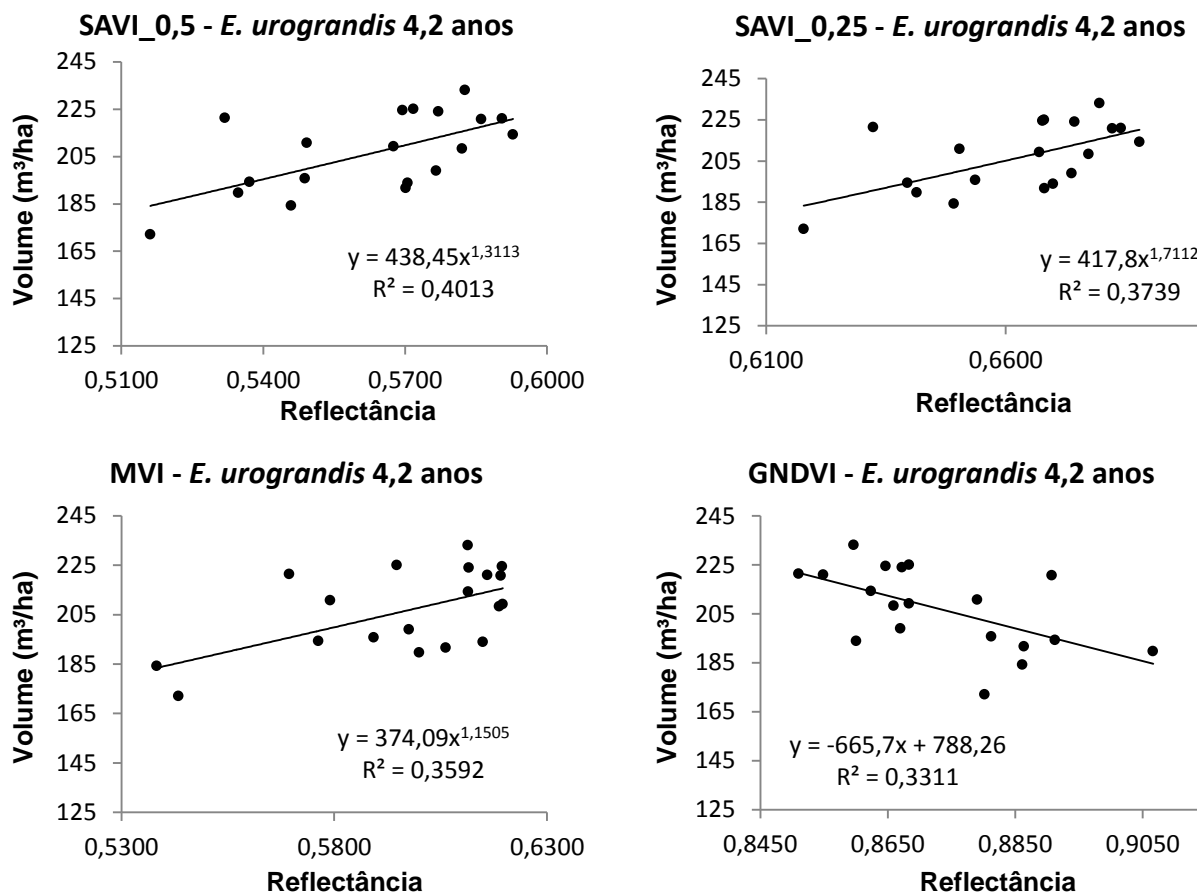 SAVI_0,5 - E. urograndis 4,2 anos
Volume (m³/ha)
245
225
205
185
165
145
125
y = 438,45x^1,3113
R² = 0,4013
0,5100 0,5400 0,5700 0,6000
Reflectância
SAVI_0,25 - E. urograndis 4,2 anos
Volume (m³/ha)
245
225
205
185
165
145
125
y = 417,8x^1,7112
R² = 0,3739
0,6100 0,6600
Reflectância
MVI - E. urograndis 4,2 anos
Volume (m³/ha)
245
225
205
185
165
145
125
y = 374,09x^1,1505
R² = 0,3592
0,5300 0,5800 0,6300
Reflectância
GNDVI - E. urograndis 4,2 anos
Volume (m³/ha)
245
225
205
185
165
145
125
y = -665,7x + 788,26
R² = 0,3311
0,8450 0,8650 0,8850 0,9050
Reflectância